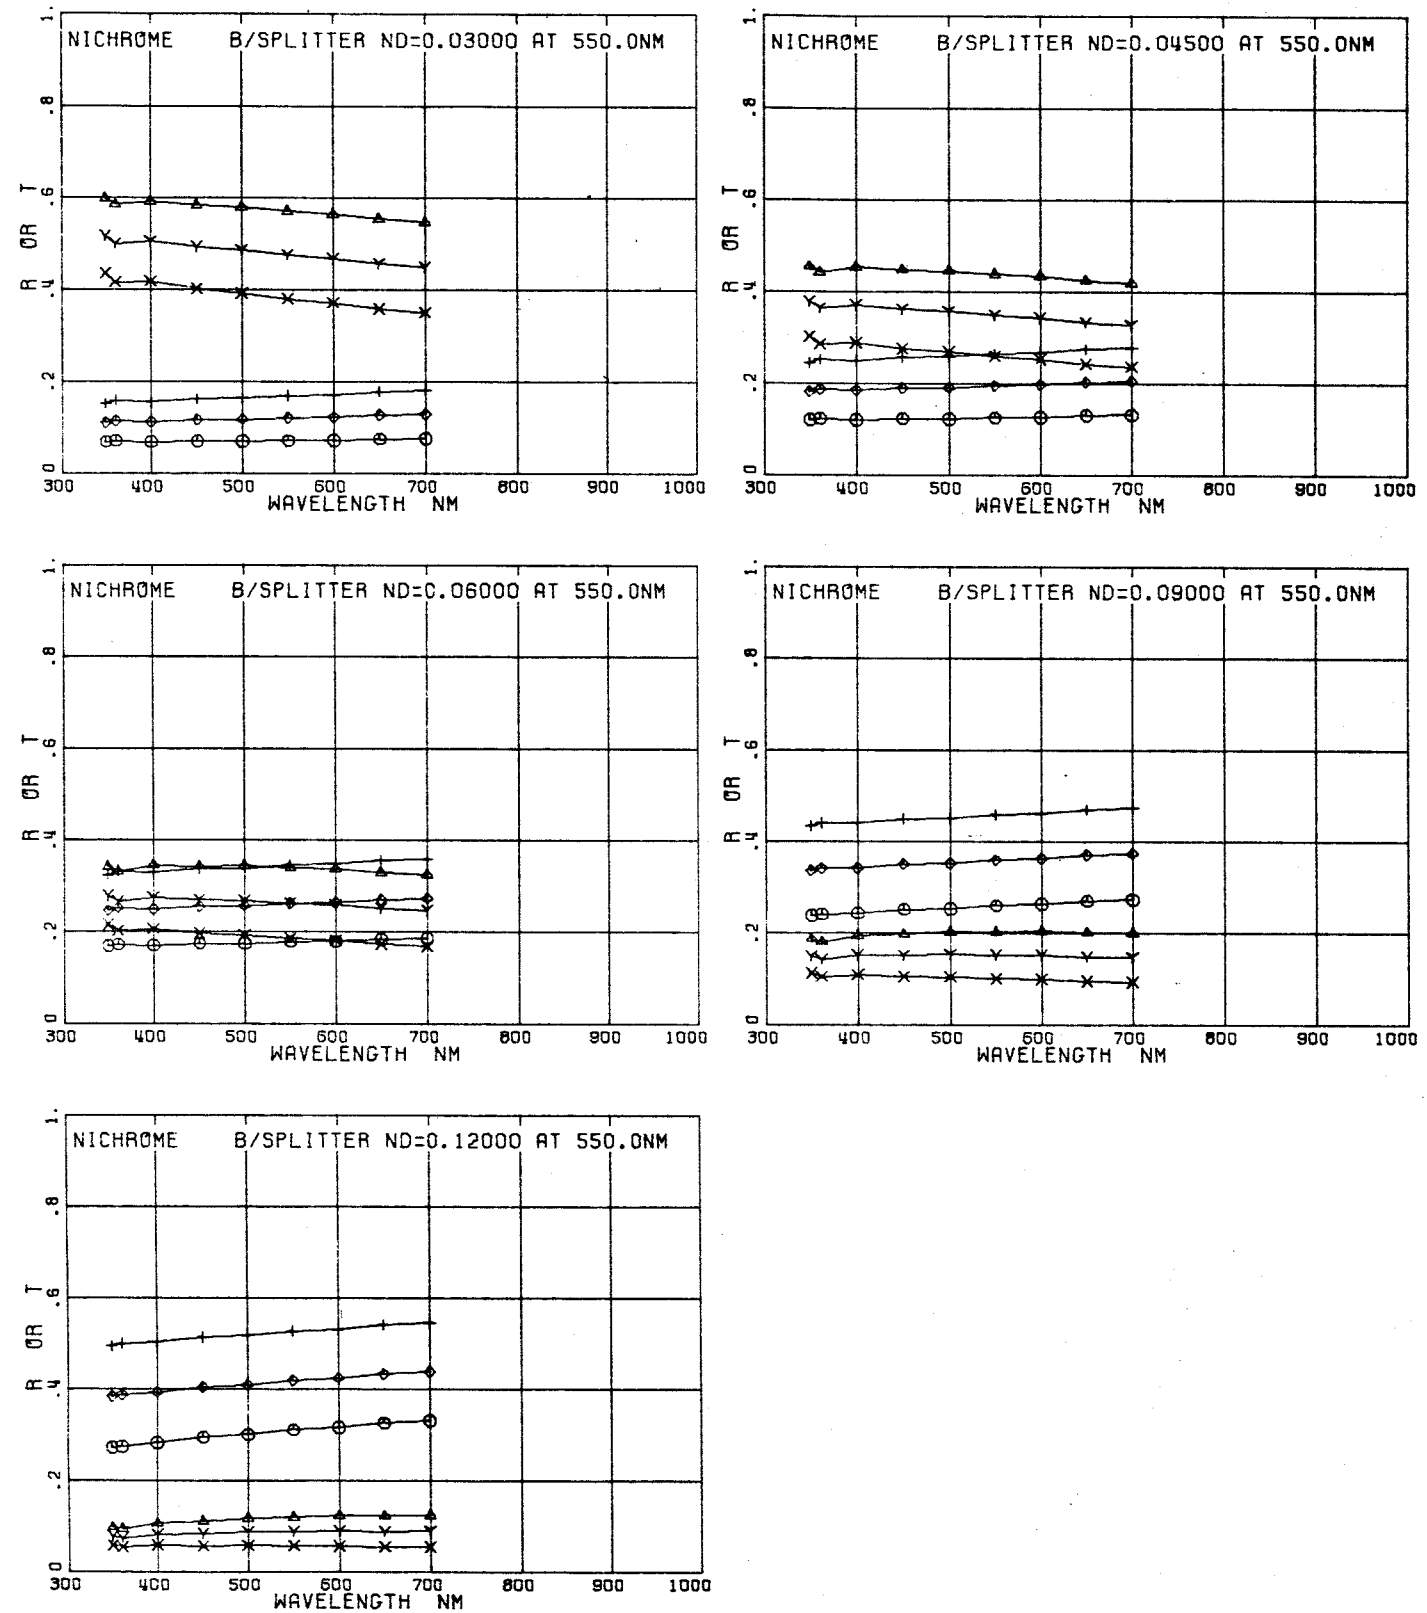 NICHROME B/SPLITTER ND=0.03000 AT 550.0NM
R OR T
0 .2 .4 .6 .8 1.
300 400 500 600 700 800 900 1000
WAVELENGTH NM
NICHROME B/SPLITTER ND=0.04500 AT 550.0NM
R OR T
0 .2 .4 .6 .8 1.
300 400 500 600 700 800 900 1000
WAVELENGTH NM
NICHROME B/SPLITTER ND=0.06000 AT 550.0NM
R OR T
0 .2 .4 .6 .8 1.
300 400 500 600 700 800 900 1000
WAVELENGTH NM
NICHROME B/SPLITTER ND=0.09000 AT 550.0NM
R OR T
0 .2 .4 .6 .8 1.
300 400 500 600 700 800 900 1000
WAVELENGTH NM
NICHROME B/SPLITTER ND=0.12000 AT 550.0NM
R OR T
0 .2 .4 .6 .8 1.
300 400 500 600 700 800 900 1000
WAVELENGTH NM